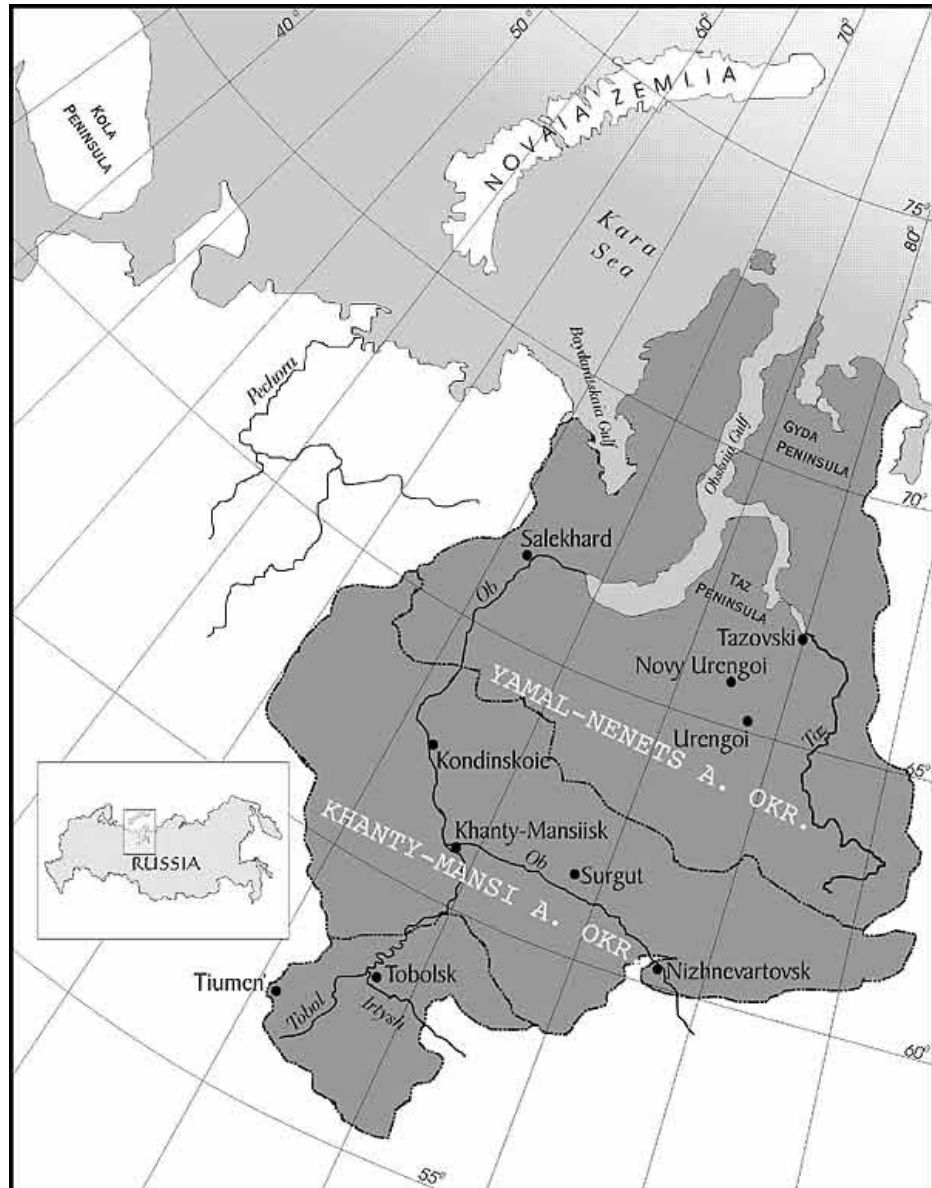 40°
50°
60°
70°
KOLA
PENINSULA
NOVAIA ZEMLIA
75°
80°
Kara
Sea
Baydaratskaia Gulf
Pechora
Obskaia Gulf
GYDA
PENINSULA
70°
Salekhard
Ob
TAZ
PENINSULA
Tazovski
Novy Urengoi
YAMAL-NENETS A. OKR.
Urengoi
Taz
65°
Kondinskoie
KHANTY-MANSI A. OKR.
Khanty-Mansiisk
Ob
RUSSIA
Surgut
Tiumen'
Tobolsk
Nizhnevartovsk
Tobol
Irtysh
60°
55°